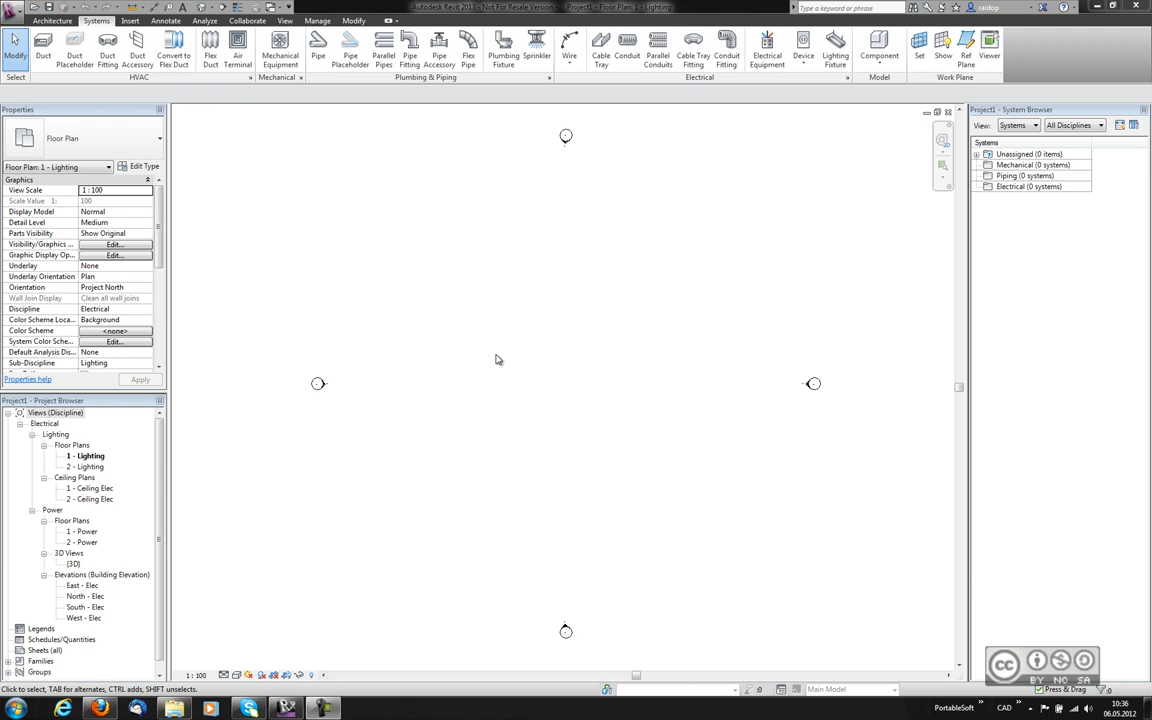 Autodesk Revit 2013 - Not For Resale Version - Project1 - Floor Plan: 1 - Lighting
Type a keyword or phrase
raidop
Architecture
Systems
Insert
Annotate
Analyze
Collaborate
View
Manage
Modify
Modify
Duct
Duct Placeholder
Duct Fitting
Duct Accessory
Convert to Flex Duct
Flex Duct
Air Terminal
Mechanical Equipment
Pipe
Pipe Placeholder
Parallel Pipes
Pipe Fitting
Pipe Accessory
Flex Pipe
Plumbing Fixture
Sprinkler
Wire
Cable Tray
Conduit
Parallel Conduits
Cable Tray Fitting
Conduit Fitting
Electrical Equipment
Device
Lighting Fixture
Component
Set
Show
Ref Plane
Viewer
Select
HVAC
Mechanical
Plumbing & Piping
Electrical
Model
Work Plane
Properties
Floor Plan
Floor Plan: 1 - Lighting
Edit Type
Graphics
View Scale 1 : 100
Scale Value 1: 100
Display Model Normal
Detail Level Medium
Parts Visibility Show Original
Visibility/Graphics ... Edit...
Graphic Display Op... Edit...
Underlay None
Underlay Orientation Plan
Orientation Project North
Wall Join Display Clean all wall joins
Discipline Electrical
Color Scheme Loca... Background
Color Scheme <none>
System Color Sche... Edit...
Default Analysis Dis... None
Sub-Discipline Lighting
Properties help
Apply
Project1 - Project Browser
Views (Discipline)
Electrical
Lighting
Floor Plans
1 - Lighting
2 - Lighting
Ceiling Plans
1 - Ceiling Elec
2 - Ceiling Elec
Power
Floor Plans
1 - Power
2 - Power
3D Views
{3D}
Elevations (Building Elevation)
East - Elec
North - Elec
South - Elec
West - Elec
Legends
Schedules/Quantities
Sheets (all)
Families
Groups
Project1 - System Browser
View:
Systems
All Disciplines
Systems
Unassigned (0 items)
Mechanical (0 systems)
Piping (0 systems)
Electrical (0 systems)
1 : 100
Click to select, TAB for alternates, CTRL adds, SHIFT unselects.
:0
Main Model
Press & Drag
:0
cc
BY NC SA
PortableSoft
CAD
10:36
06.05.2012